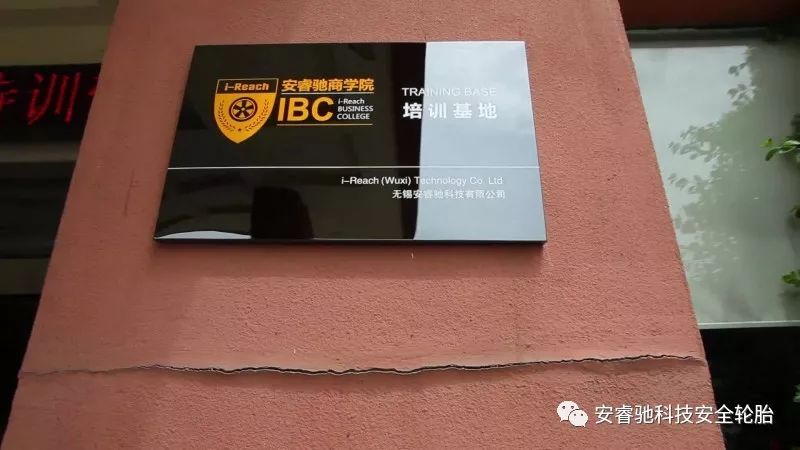 i-Reach
安睿驰商学院
IBC
i-Reach
BUSINESS
COLLEGE
TRAINING BASE
培训基地
i-Reach (Wuxi) Technology Co. Ltd
无锡安睿驰科技有限公司
培训
安睿驰科技安全轮胎